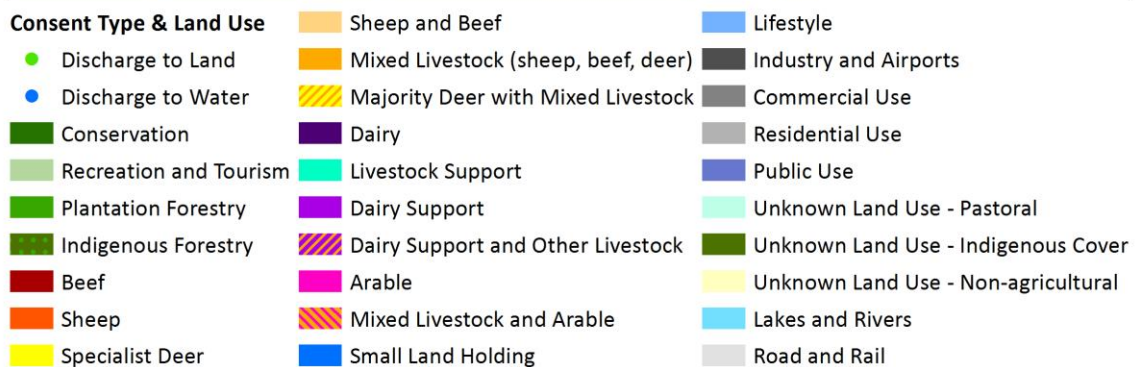 Consent Type & Land Use
Discharge to Land
Discharge to Water
Conservation
Recreation and Tourism
Plantation Forestry
Indigenous Forestry
Beef
Sheep
Specialist Deer
Sheep and Beef
Mixed Livestock (sheep, beef, deer)
Majority Deer with Mixed Livestock
Dairy
Livestock Support
Dairy Support
Dairy Support and Other Livestock
Arable
Mixed Livestock and Arable
Small Land Holding
Lifestyle
Industry and Airports
Commercial Use
Residential Use
Public Use
Unknown Land Use - Pastoral
Unknown Land Use - Indigenous Cover
Unknown Land Use - Non-agricultural
Lakes and Rivers
Road and Rail